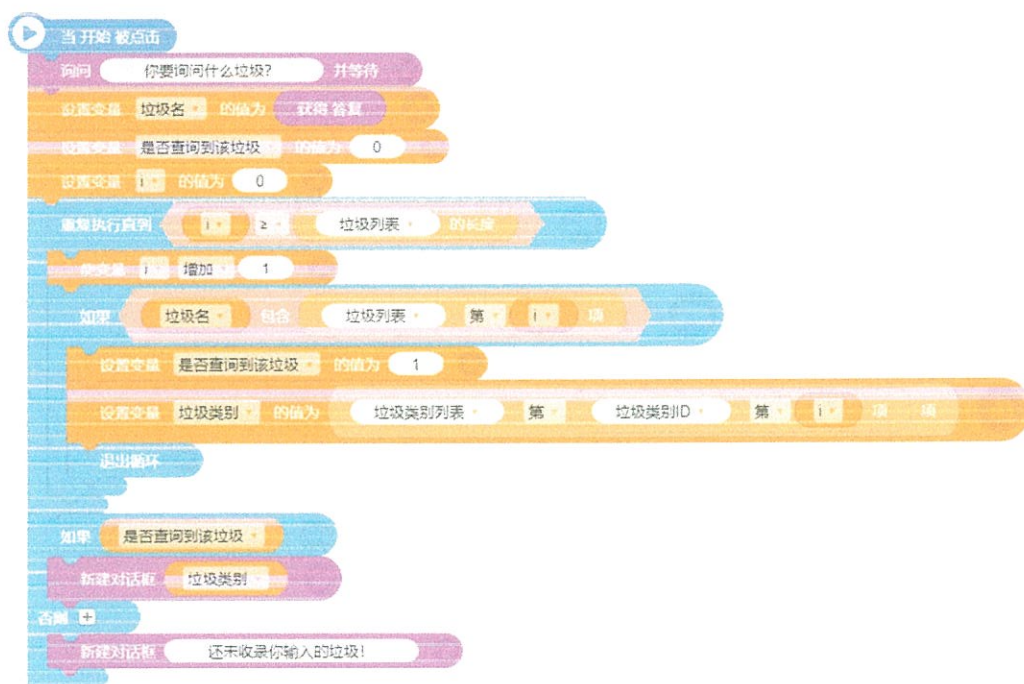 当 开始 被点击
询问 你要询问什么垃圾? 并等待
设置变量 垃圾名 的值为 获得 答复
设置变量 是否查询到该垃圾 的值为 0
设置变量 i 的值为 0
重复执行直到 i ≥ 垃圾列表 的长度
使变量 i 增加 1
如果 垃圾名 包含 垃圾列表 第 i 项
设置变量 是否查询到该垃圾 的值为 1
设置变量 垃圾类别 的值为 垃圾类别列表 第 垃圾类别ID 第 i 项 项
退出循环
如果 是否查询到该垃圾
新建对话框 垃圾类别
否则 +
新建对话框 还未收录你输入的垃圾!